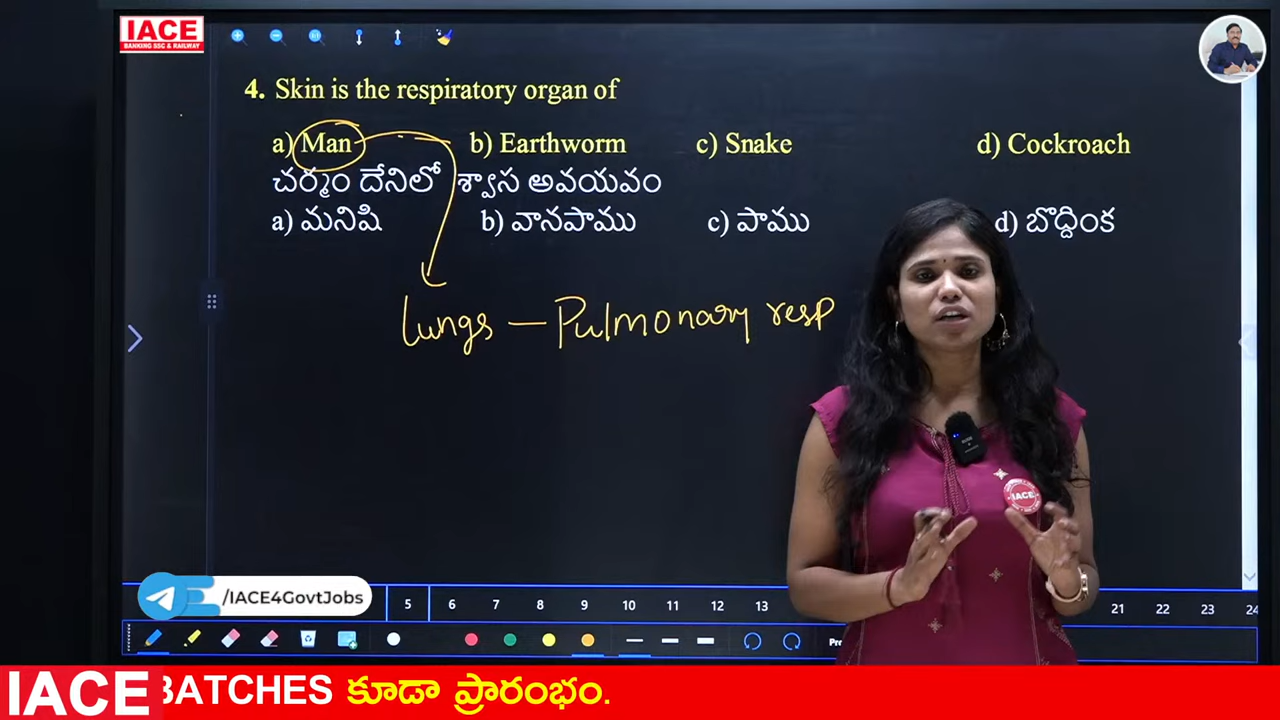 IACE
BANKING SSC & RAILWAY
4. Skin is the respiratory organ of
a) Man b) Earthworm c) Snake d) Cockroach
చర్మం దేనిలో శ్వాస అవయవం
a) మనిషి b) వానపాము c) పాము d) బొద్దింక
Lungs — Pulmonary resp
/IACE4GovtJobs
5 6 7 8 9 10 11 12 13 21 22 23 24
IACE
IACE BATCHES కూడా ప్రారంభం.